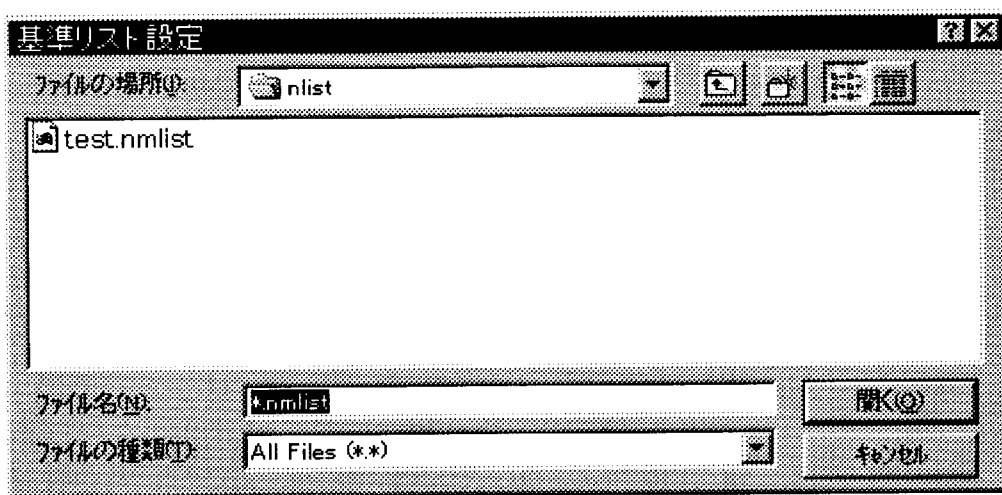 基準リスト設定
ファイルの場所(I):
nlist
test.nmlist
ファイル名(N):
*.nmlist
開く(O)
ファイルの種類(T):
All Files (*.*)
キャンセル